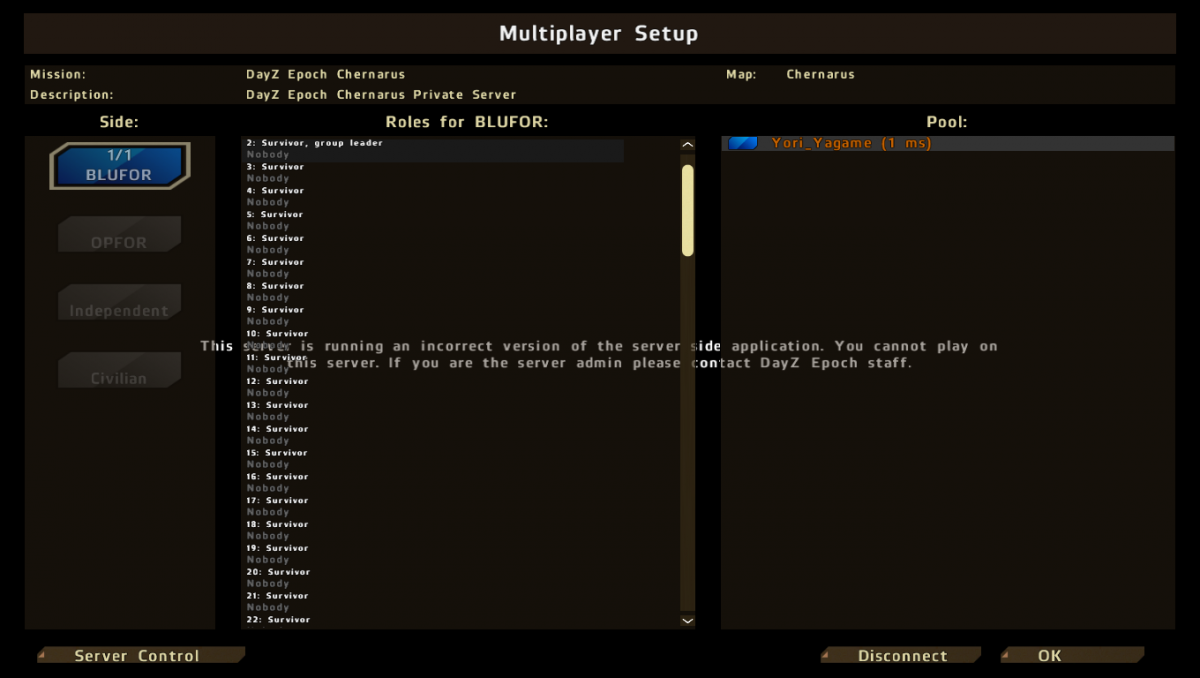 Multiplayer Setup
Mission: DayZ Epoch Chernarus Map: Chernarus
Description: DayZ Epoch Chernarus Private Server
Side: Roles for BLUFOR: Pool:
1/1
BLUFOR
OPFOR
Independent
Civilian
2: Survivor, group leader
Nobody
3: Survivor
Nobody
4: Survivor
Nobody
5: Survivor
Nobody
6: Survivor
Nobody
7: Survivor
Nobody
8: Survivor
Nobody
9: Survivor
Nobody
10: Survivor
Nobody
11: Survivor
Nobody
12: Survivor
Nobody
13: Survivor
Nobody
14: Survivor
Nobody
15: Survivor
Nobody
16: Survivor
Nobody
17: Survivor
Nobody
18: Survivor
Nobody
19: Survivor
Nobody
20: Survivor
Nobody
21: Survivor
Nobody
22: Survivor
Yori_Yagame (1 ms)
This server is running an incorrect version of the server side application. You cannot play on
this server. If you are the server admin please contact DayZ Epoch staff.
Server Control Disconnect OK